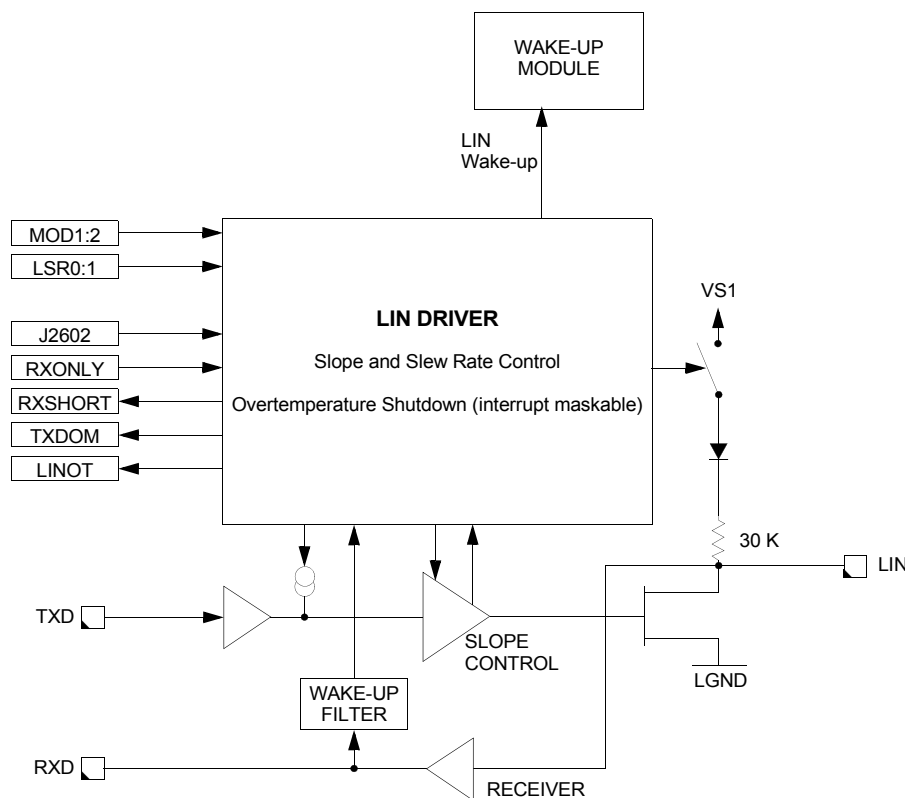 WAKE-UP
MODULE
LIN
Wake-up
MOD1:2
LSR0:1
J2602
RXONLY
RXSHORT
TXDOM
LINOT
LIN DRIVER
Slope and Slew Rate Control
Overtemperature Shutdown (interrupt maskable)
VS1
30 K
LIN
TXD
SLOPE
CONTROL
LGND
WAKE-UP
FILTER
RXD
RECEIVER